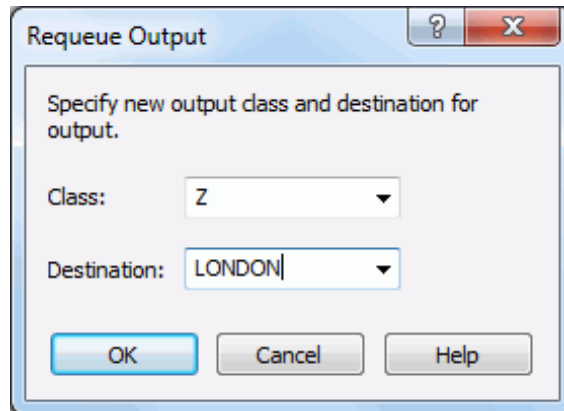 Requeue Output
?
Specify new output class and destination for
output.
Class: Z
Destination: LONDON
OK Cancel Help